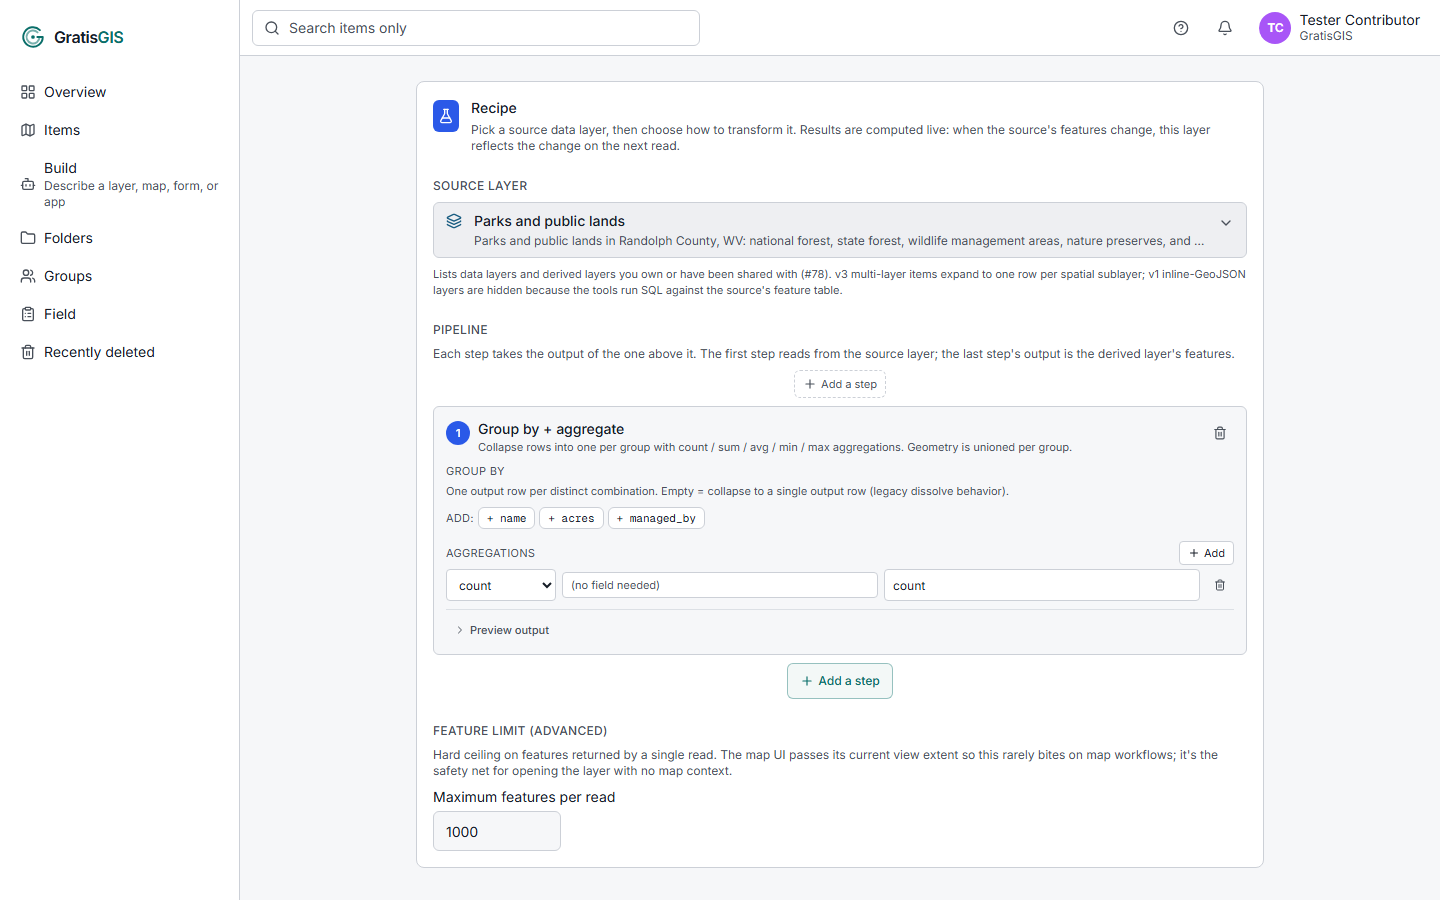 GratisGIS
Search items only
TC
Tester Contributor
GratisGIS
Overview
Items
Build
Describe a layer, map, form, or
app
Folders
Groups
Field
Recently deleted
Recipe
Pick a source data layer, then choose how to transform it. Results are computed live: when the source's features change, this layer
reflects the change on the next read.
SOURCE LAYER
Parks and public lands
Parks and public lands in Randolph County, WV: national forest, state forest, wildlife management areas, nature preserves, and ...
Lists data layers and derived layers you own or have been shared with (#78). v3 multi-layer items expand to one row per spatial sublayer; v1 inline-GeoJSON
layers are hidden because the tools run SQL against the source's feature table.
PIPELINE
Each step takes the output of the one above it. The first step reads from the source layer; the last step's output is the derived layer's features.
+ Add a step
1
Group by + aggregate
Collapse rows into one per group with count / sum / avg / min / max aggregations. Geometry is unioned per group.
GROUP BY
One output row per distinct combination. Empty = collapse to a single output row (legacy dissolve behavior).
ADD: + name + acres + managed_by
AGGREGATIONS
+ Add
count (no field needed) count
Preview output
+ Add a step
FEATURE LIMIT (ADVANCED)
Hard ceiling on features returned by a single read. The map UI passes its current view extent so this rarely bites on map workflows; it's the
safety net for opening the layer with no map context.
Maximum features per read
1000